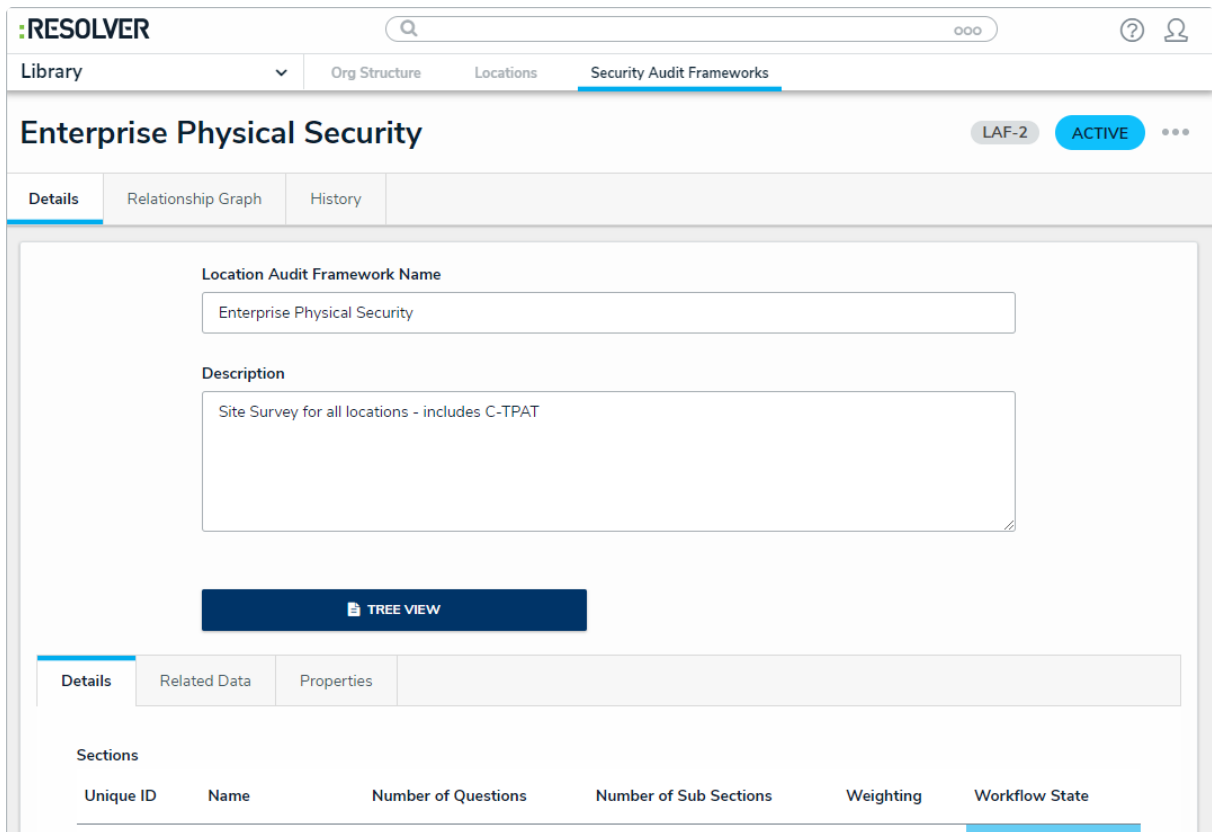 :RESOLVER
Library Org Structure Locations Security Audit Frameworks
Enterprise Physical Security LAF-2 ACTIVE
Details Relationship Graph History
Location Audit Framework Name
Enterprise Physical Security
Description
Site Survey for all locations - includes C-TPAT
TREE VIEW
Details Related Data Properties
Sections
Unique ID Name Number of Questions Number of Sub Sections Weighting Workflow State